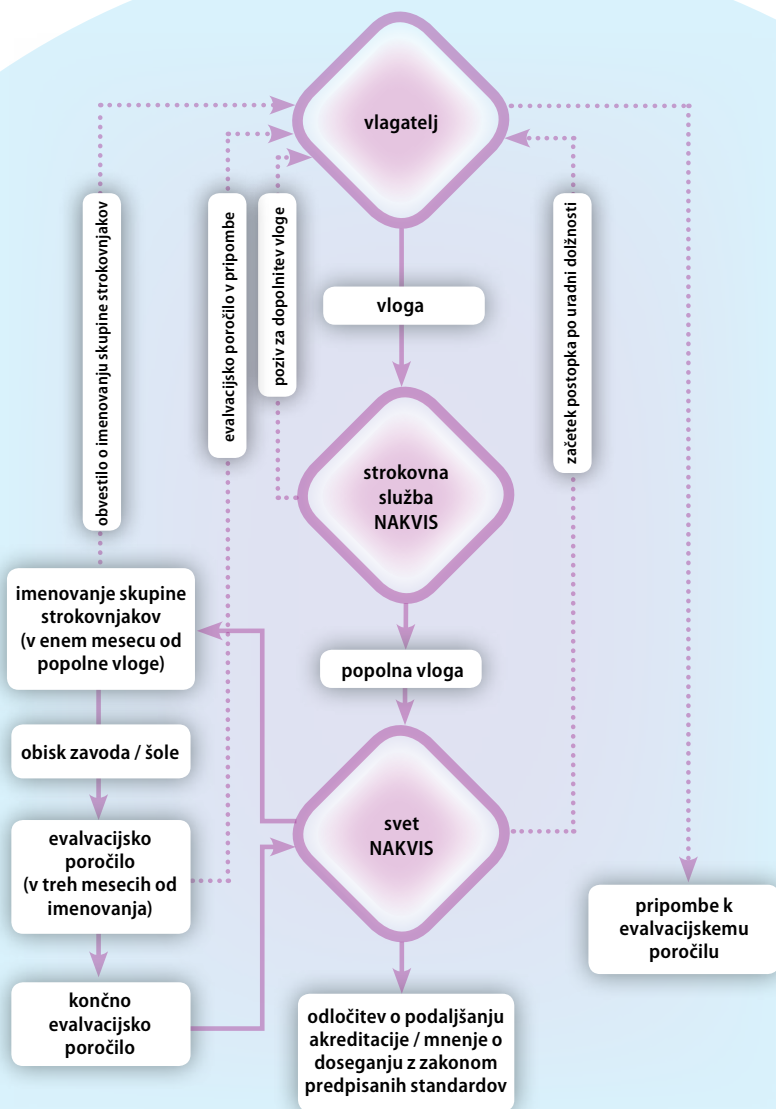 vlagatelj
obvestilo o imenovanju skupine strokovnjakov
evalvacijsko poročilo v pripombe
poziv za dopolnitev vloge
začetek postopka po uradni dolžnosti
vloga
strokovna
služba
NAKVIS
imenovanje skupine
strokovnjakov
(v enem mesecu od
popolne vloge)
popolna vloga
obisk zavoda / šole
svet
NAKVIS
evalvacijsko
poročilo
(v treh mesecih od
imenovanja)
pripombe k
evalvacijskemu
poročilu
končno
evalvacijsko
poročilo
odločitev o podaljšanju
akreditacije / mnenje o
doseganju z zakonom
predpisanih standardov